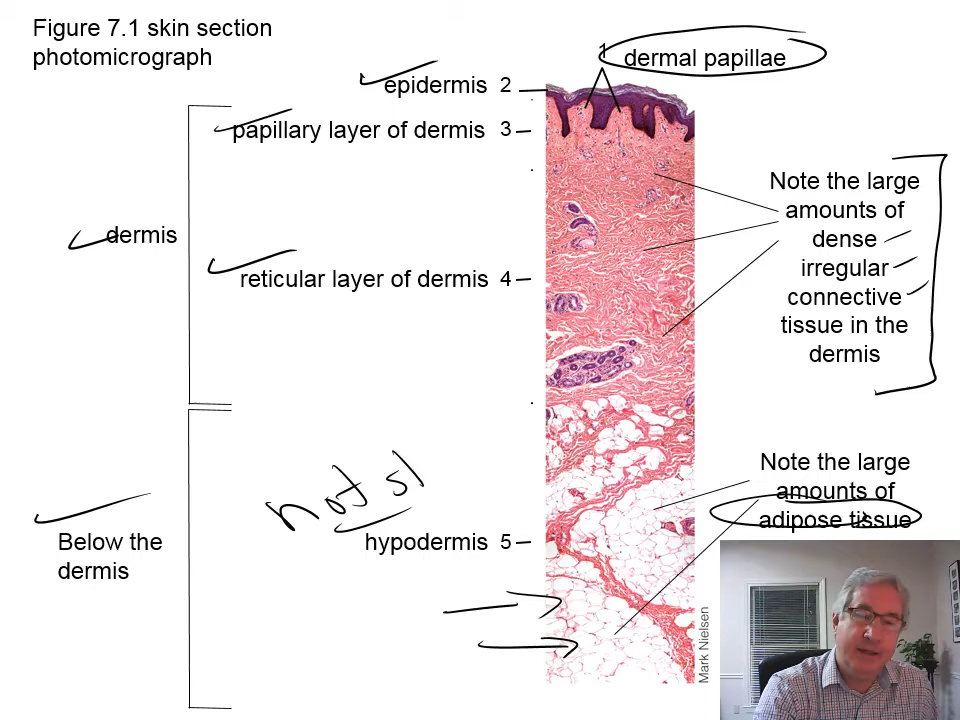 Figure 7.1 skin section
photomicrograph
1
dermal papillae
epidermis 2
papillary layer of dermis 3
dermis
reticular layer of dermis 4
Note the large
amounts of
dense
irregular
connective
tissue in the
dermis
Note the large
amounts of
adipose tissue
not
hypodermis 5
Below the
dermis
Mark Nielsen